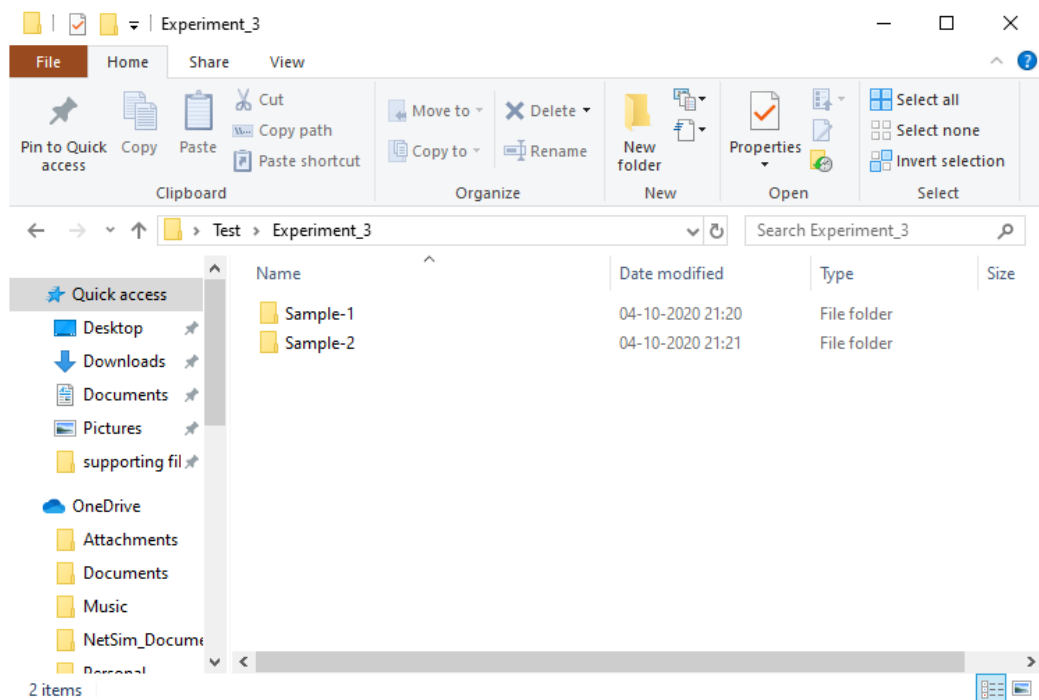 Experiment_3
File Home Share View
Pin to Quick access
Copy
Paste
Cut
Copy path
Paste shortcut
Clipboard
Move to
Copy to
Delete
Rename
Organize
New folder
New
Properties
Open
Select all
Select none
Invert selection
Select
Test > Experiment_3
Search Experiment_3
Name Date modified Type Size
Sample-1 04-10-2020 21:20 File folder
Sample-2 04-10-2020 21:21 File folder
Quick access
Desktop
Downloads
Documents
Pictures
supporting fil
OneDrive
Attachments
Documents
Music
NetSim_Docume
Personal
2 items